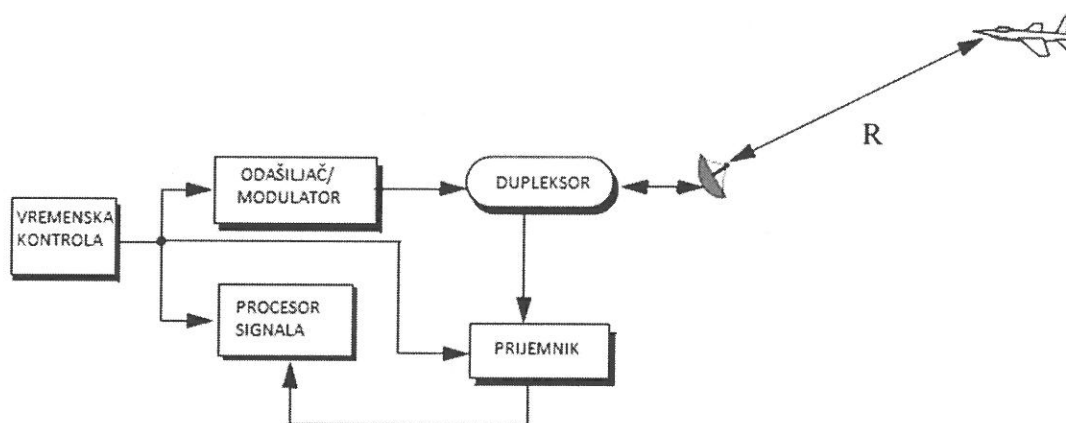 R
ODAŠILJAČ/
MODULATOR
DUPLEKSOR
VREMENSKA
KONTROLA
PROCESOR
SIGNALA
PRIJEMNIK